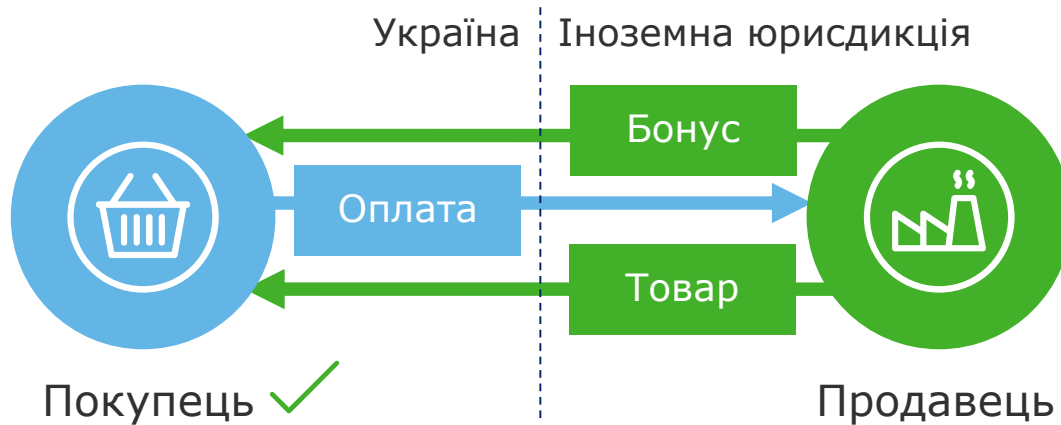 Україна
Іноземна юрисдикція
Бонус
Оплата
Товар
Покупець
Продавець